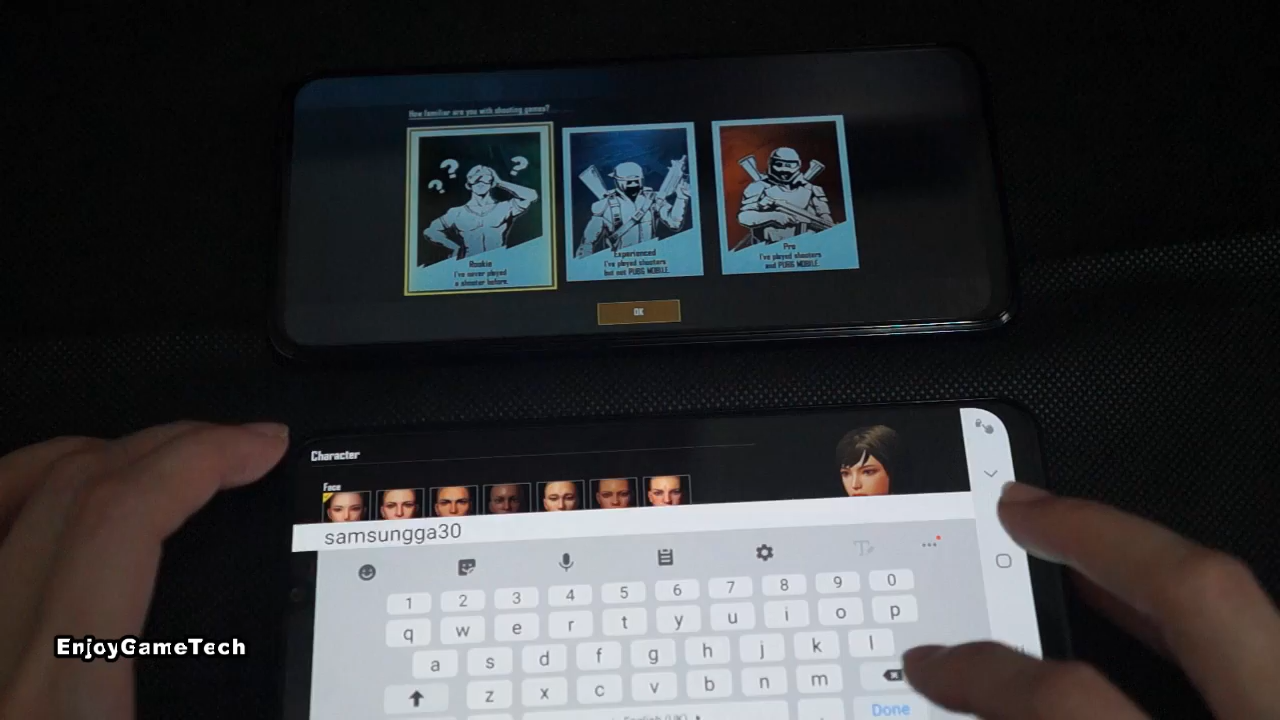 How familiar are you with shooting games?
Rookie
I've never played
a shooter before
Experienced
I've played shooters
but not PUBG MOBILE.
Pro
I've played shooters
and PUBG MOBILE.
OK
Character
Face
samsungga30
1 2 3 4 5 6 7 8 9 0
q w e r t y u i o p
a s d f g h j k l
z x c v b n m
English (UK)
Done
EnjoyGameTech